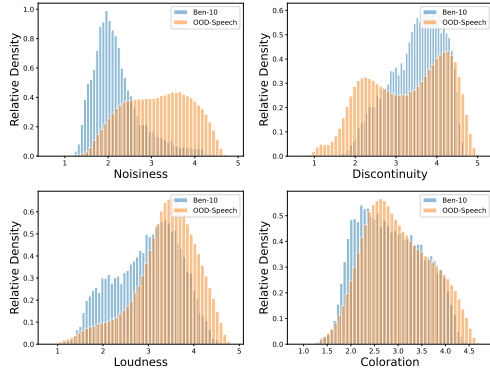 Relative Density
1.0
0.8
0.6
0.4
0.2
0.0
Ben-10
OOD-Speech
1 2 3 4 5
Noisiness
Relative Density
0.6
0.5
0.4
0.3
0.2
0.1
0.0
Ben-10
OOD-Speech
1 2 3 4 5
Discontinuity
Relative Density
0.6
0.5
0.4
0.3
0.2
0.1
0.0
Ben-10
OOD-Speech
1 2 3 4 5
Loudness
Relative Density
0.6
0.5
0.4
0.3
0.2
0.1
0.0
Ben-10
OOD-Speech
1.0 1.5 2.0 2.5 3.0 3.5 4.0 4.5
Coloration